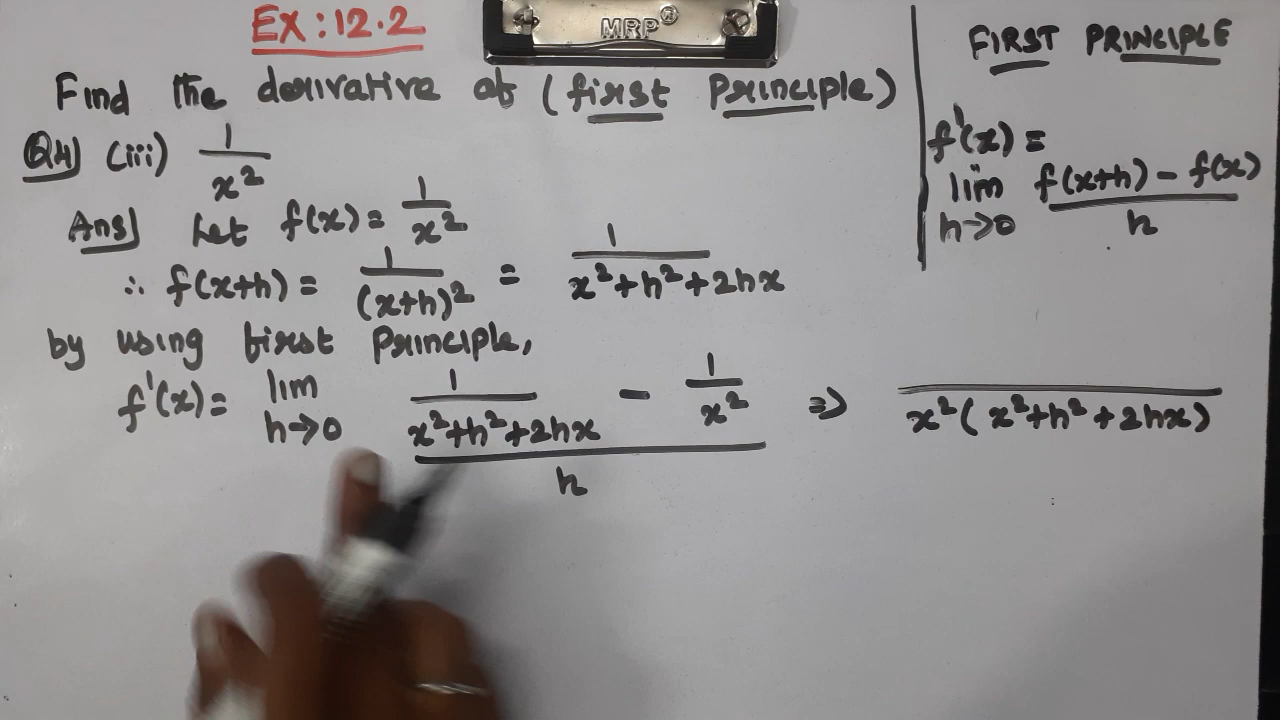 EX : 12.2
MRP®
Find the derivative of (first Principle)
Q4) (iii) 1/x²
Ans) Let f(x) = 1/x²
∴ f(x+h) = 1/(x+h)² = 1/x²+h²+2hx
by using first Principle,
f'(x) = lim h→0 1/x²+h²+2hx − 1/x² / h ⇒ /x²(x²+h²+2hx)
FIRST PRINCIPLE
f'(x) =
lim h→0 f(x+h) − f(x) / h